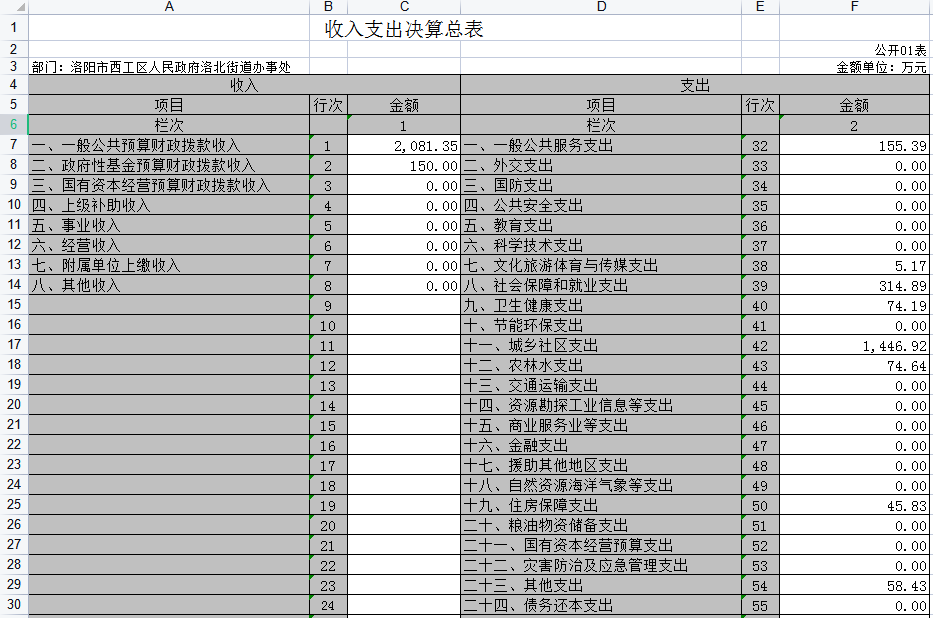 A B C D E F
1 收入支出决算总表
2 公开01表
3 部门：洛阳市西工区人民政府洛北街道办事处 金额单位：万元
4 收入 支出
5 项目 行次 金额 项目 行次 金额
6 栏次 1 栏次 2
7 一、一般公共预算财政拨款收入 1 2,081.35 一、一般公共服务支出 32 155.39
8 二、政府性基金预算财政拨款收入 2 150.00 二、外交支出 33 0.00
9 三、国有资本经营预算财政拨款收入 3 0.00 三、国防支出 34 0.00
10 四、上级补助收入 4 0.00 四、公共安全支出 35 0.00
11 五、事业收入 5 0.00 五、教育支出 36 0.00
12 六、经营收入 6 0.00 六、科学技术支出 37 0.00
13 七、附属单位上缴收入 7 0.00 七、文化旅游体育与传媒支出 38 5.17
14 八、其他收入 8 0.00 八、社会保障和就业支出 39 314.89
15 9 九、卫生健康支出 40 74.19
16 10 十、节能环保支出 41 0.00
17 11 十一、城乡社区支出 42 1,446.92
18 12 十二、农林水支出 43 74.64
19 13 十三、交通运输支出 44 0.00
20 14 十四、资源勘探工业信息等支出 45 0.00
21 15 十五、商业服务业等支出 46 0.00
22 16 十六、金融支出 47 0.00
23 17 十七、援助其他地区支出 48 0.00
24 18 十八、自然资源海洋气象等支出 49 0.00
25 19 十九、住房保障支出 50 45.83
26 20 二十、粮油物资储备支出 51 0.00
27 21 二十一、国有资本经营预算支出 52 0.00
28 22 二十二、灾害防治及应急管理支出 53 0.00
29 23 二十三、其他支出 54 58.43
30 24 二十四、债务还本支出 55 0.00